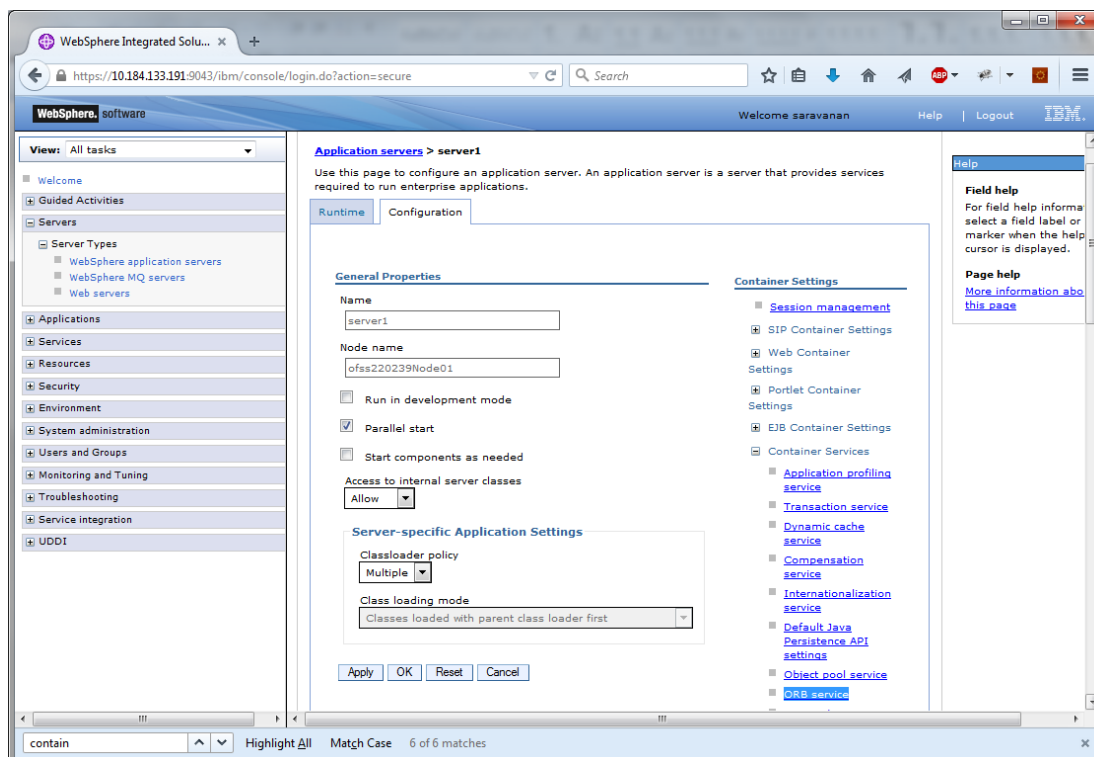 WebSphere Integrated Solu...
https://10.184.133.191:9043/ibm/console/login.do?action=secure
Search
ABP
WebSphere. software
Welcome saravanan
Help | Logout
IBM.
View: All tasks
Welcome
Guided Activities
Servers
Server Types
WebSphere application servers
WebSphere MQ servers
Web servers
Applications
Services
Resources
Security
Environment
System administration
Users and Groups
Monitoring and Tuning
Troubleshooting
Service integration
UDDI
Application servers > server1
Use this page to configure an application server. An application server is a server that provides services
required to run enterprise applications.
Runtime
Configuration
General Properties
Name
server1
Node name
ofss220239Node01
Run in development mode
Parallel start
Start components as needed
Access to internal server classes
Allow
Server-specific Application Settings
Classloader policy
Multiple
Class loading mode
Classes loaded with parent class loader first
Apply
OK
Reset
Cancel
Container Settings
Session management
SIP Container Settings
Web Container
Settings
Portlet Container
Settings
EJB Container Settings
Container Services
Application profiling
service
Transaction service
Dynamic cache
service
Compensation
service
Internationalization
service
Default Java
Persistence API
settings
Object pool service
ORB service
Help
Field help
For field help informa
select a field label or
marker when the help
cursor is displayed.
Page help
More information abo
this page
contain
Highlight All
Match Case
6 of 6 matches